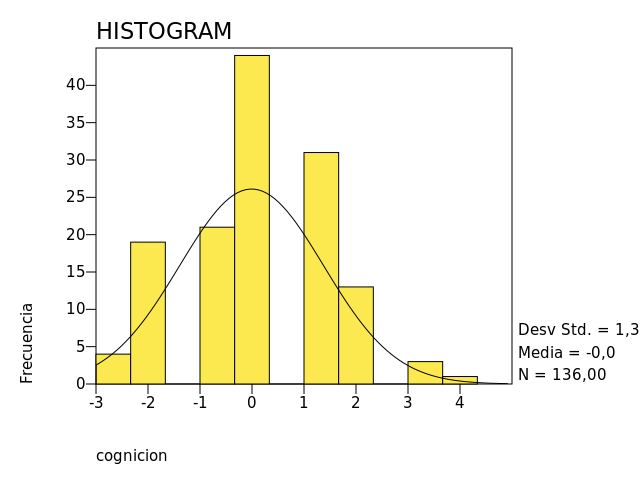 HISTOGRAM
40
35
30
25
20
15
10
5
0
-3 -2 -1 0 1 2 3 4
Frecuencia
cognicion
Desv Std. = 1,3
Media = -0,0
N = 136,00